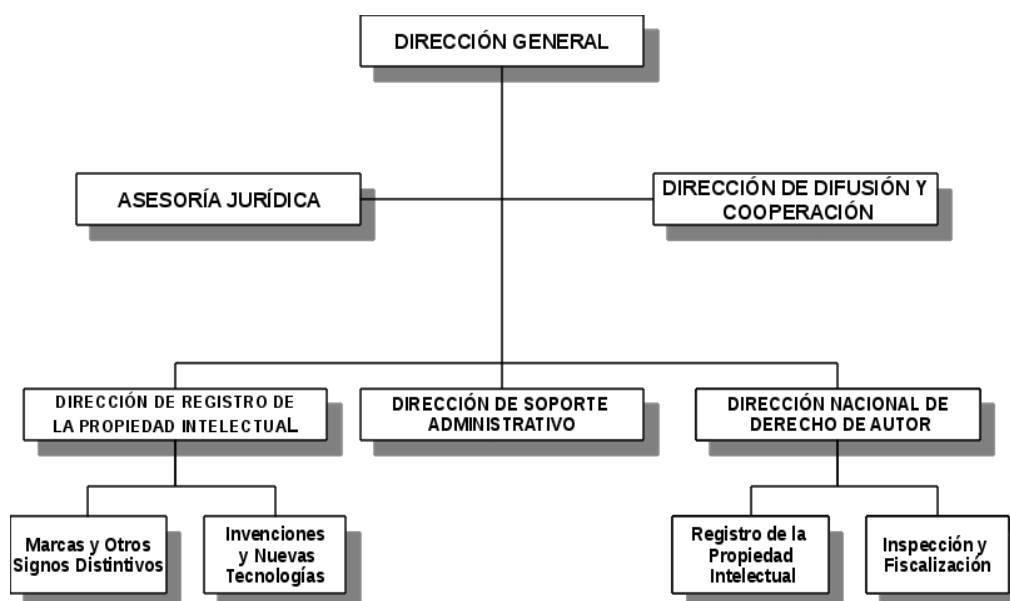 DIRECCIÓN GENERAL
ASESORÍA JURÍDICA
DIRECCIÓN DE DIFUSIÓN Y
COOPERACIÓN
DIRECCIÓN DE REGISTRO DE
LA PROPIEDAD INTELECTUAL
DIRECCIÓN DE SOPORTE
ADMINISTRATIVO
DIRECCIÓN NACIONAL DE
DERECHO DE AUTOR
Marcas y Otros
Signos Distintivos
Invenciones
y Nuevas
Tecnologías
Registro de la
Propiedad
Intelectual
Inspección y
Fiscalización